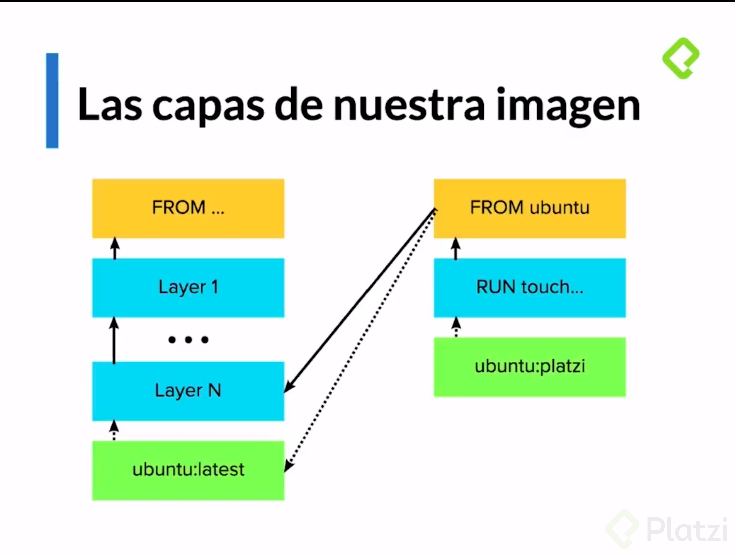 Las capas de nuestra imagen
FROM ...
Layer 1
...
Layer N
ubuntu:latest
FROM ubuntu
RUN touch...
ubuntu:platzi
Platzi